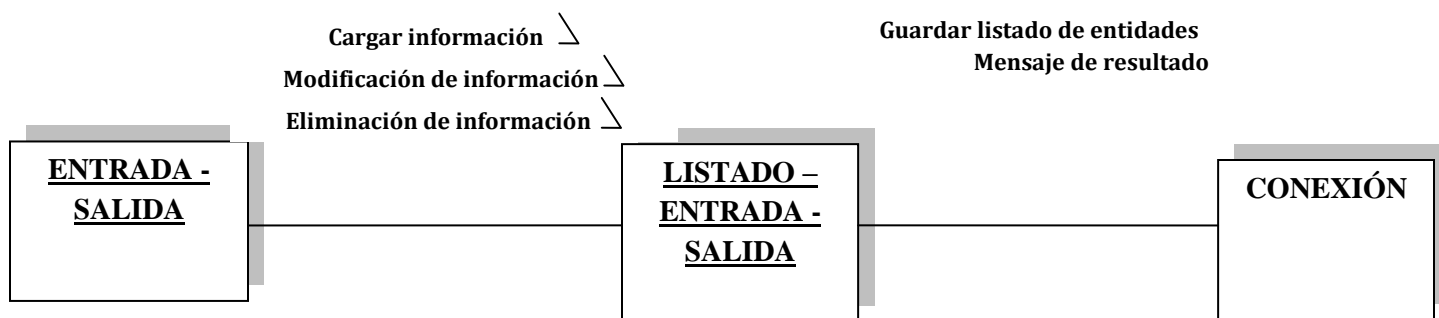 Cargar información
Modificación de información
Eliminación de información
Guardar listado de entidades
Mensaje de resultado
ENTRADA -
SALIDA
LISTADO –
ENTRADA -
SALIDA
CONEXIÓN